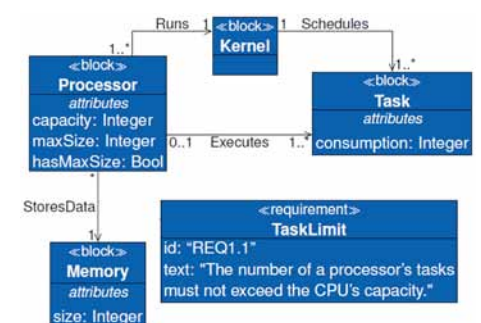 Runs
1
1..*
«block»
Kernel
1
Schedules
1..*
«block»
Processor
attributes
capacity: Integer
maxSize: Integer
hasMaxSize: Bool
«block»
Task
attributes
consumption: Integer
0..1
Executes
1..*
*
StoresData
1
«block»
Memory
attributes
size: Integer
«requirement»
TaskLimit
id: "REQ1.1"
text: "The number of a processor's tasks
must not exceed the CPU's capacity."